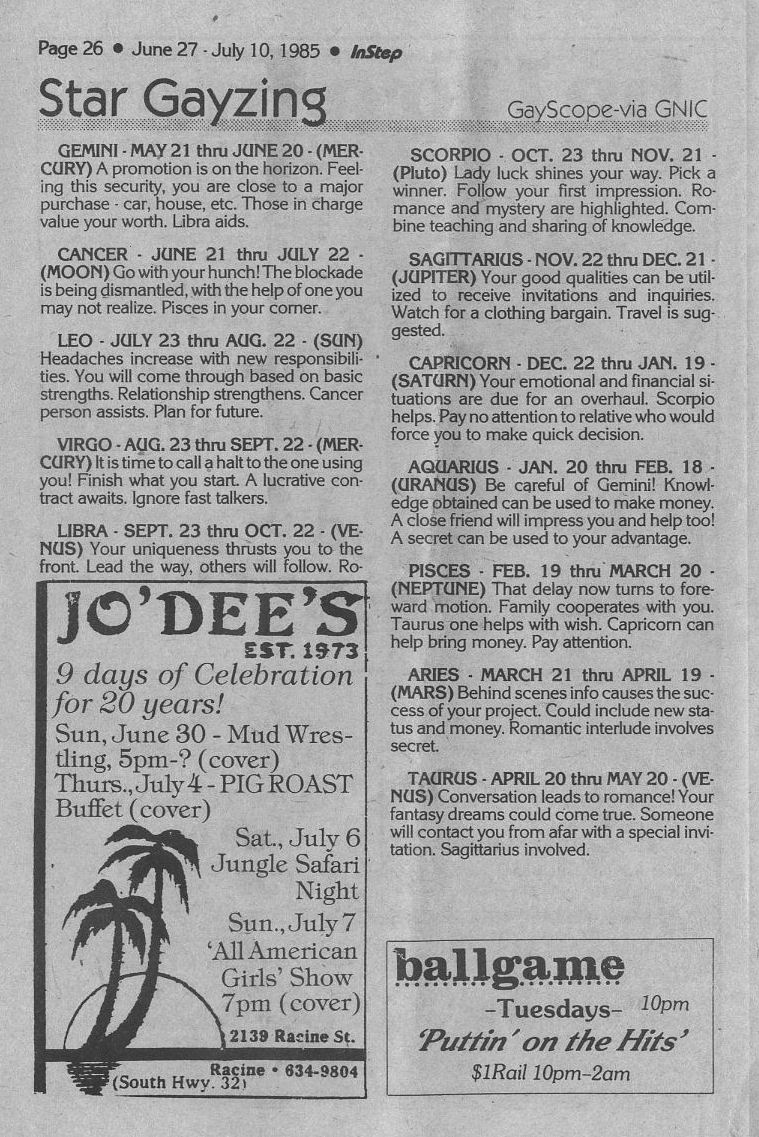 Page 26 • June 27 - July 10, 1985 • InStep
Star Gayzing
GayScope-via GNIC
GEMINI - MAY 21 thru JUNE 20 - (MER-
CURY) A promotion is on the horizon. Feel-
ing this security, you are close to a major
purchase - car, house, etc. Those in charge
value your worth. Libra aids.
CANCER - JUNE 21 thru JULY 22 -
(MOON) Go with your hunch! The blockade
is being dismantled, with the help of one you
may not realize. Pisces in your corner.
LEO - JULY 23 thru AUG. 22 - (SUN)
Headaches increase with new responsibili-
ties. You will come through based on basic
strengths. Relationship strengthens. Cancer
person assists. Plan for future.
VIRGO - AUG. 23 thru SEPT. 22 - (MER-
CURY) It is time to call a halt to the one using
you! Finish what you start. A lucrative con-
tract awaits. Ignore fast talkers.
LIBRA - SEPT. 23 thru OCT. 22 - (VE-
NUS) Your uniqueness thrusts you to the
front. Lead the way, others will follow. Ro-
SCORPIO - OCT. 23 thru NOV. 21 -
(Pluto) Lady luck shines your way. Pick a
winner. Follow your first impression. Ro-
mance and mystery are highlighted. Com-
bine teaching and sharing of knowledge.
SAGITTARIUS - NOV. 22 thru DEC. 21 -
(JUPITER) Your good qualities can be util-
ized to receive invitations and inquiries.
Watch for a clothing bargain. Travel is sug-
gested.
CAPRICORN - DEC. 22 thru JAN. 19 -
(SATURN) Your emotional and financial si-
tuations are due for an overhaul. Scorpio
helps. Pay no attention to relative who would
force you to make quick decision.
AQUARIUS - JAN. 20 thru FEB. 18 -
(URANUS) Be careful of Gemini! Knowl-
edge obtained can be used to make money.
A close friend will impress you and help too!
A secret can be used to your advantage.
PISCES - FEB. 19 thru MARCH 20 -
(NEPTUNE) That delay now turns to fore-
ward motion. Family cooperates with you.
Taurus one helps with wish. Capricorn can
help bring money. Pay attention.
ARIES - MARCH 21 thru APRIL 19 -
(MARS) Behind scenes info causes the suc-
cess of your project. Could include new sta-
tus and money. Romantic interlude involves
secret.
TAURUS - APRIL 20 thru MAY 20 - (VE-
NUS) Conversation leads to romance! Your
fantasy dreams could come true. Someone
will contact you from afar with a special invi-
tation. Sagittarius involved.
JO'DEE'S
EST. 1973
9 days of Celebration
for 20 years!
Sun, June 30 - Mud Wres-
tling, 5pm-? (cover)
Thurs., July 4 - PIG ROAST
Buffet (cover)
Sat., July 6
Jungle Safari
Night
Sun., July 7
'All American
Girls' Show
7pm (cover)
2139 Racine St.
Racine • 634-9804
(South Hwy. 32)
ballgame
-Tuesdays- 10pm
'Puttin' on the Hits'
$1Rail 10pm-2am